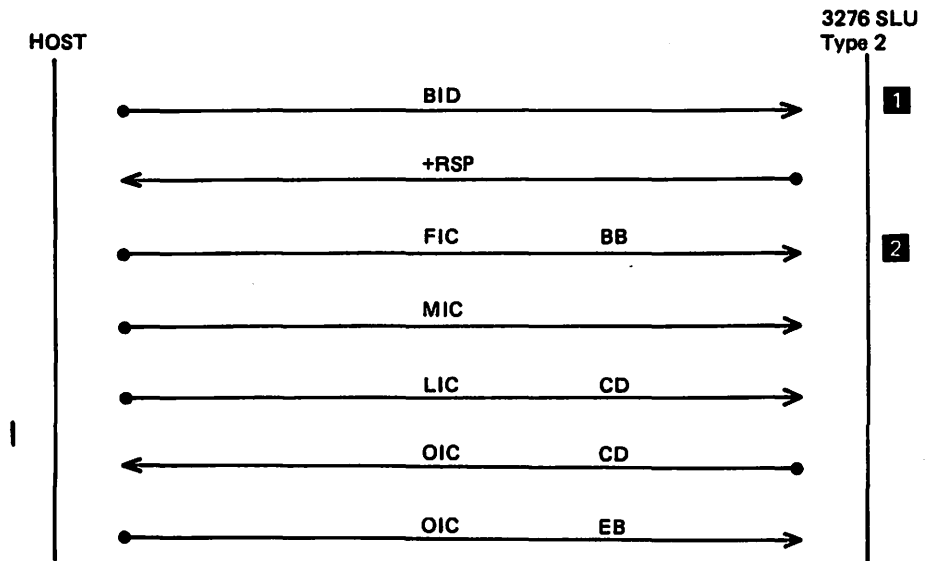 3276 SLU
HOST Type 2
BID 1
+RSP
FIC BB 2
MIC
LIC CD
OIC CD
OIC EB